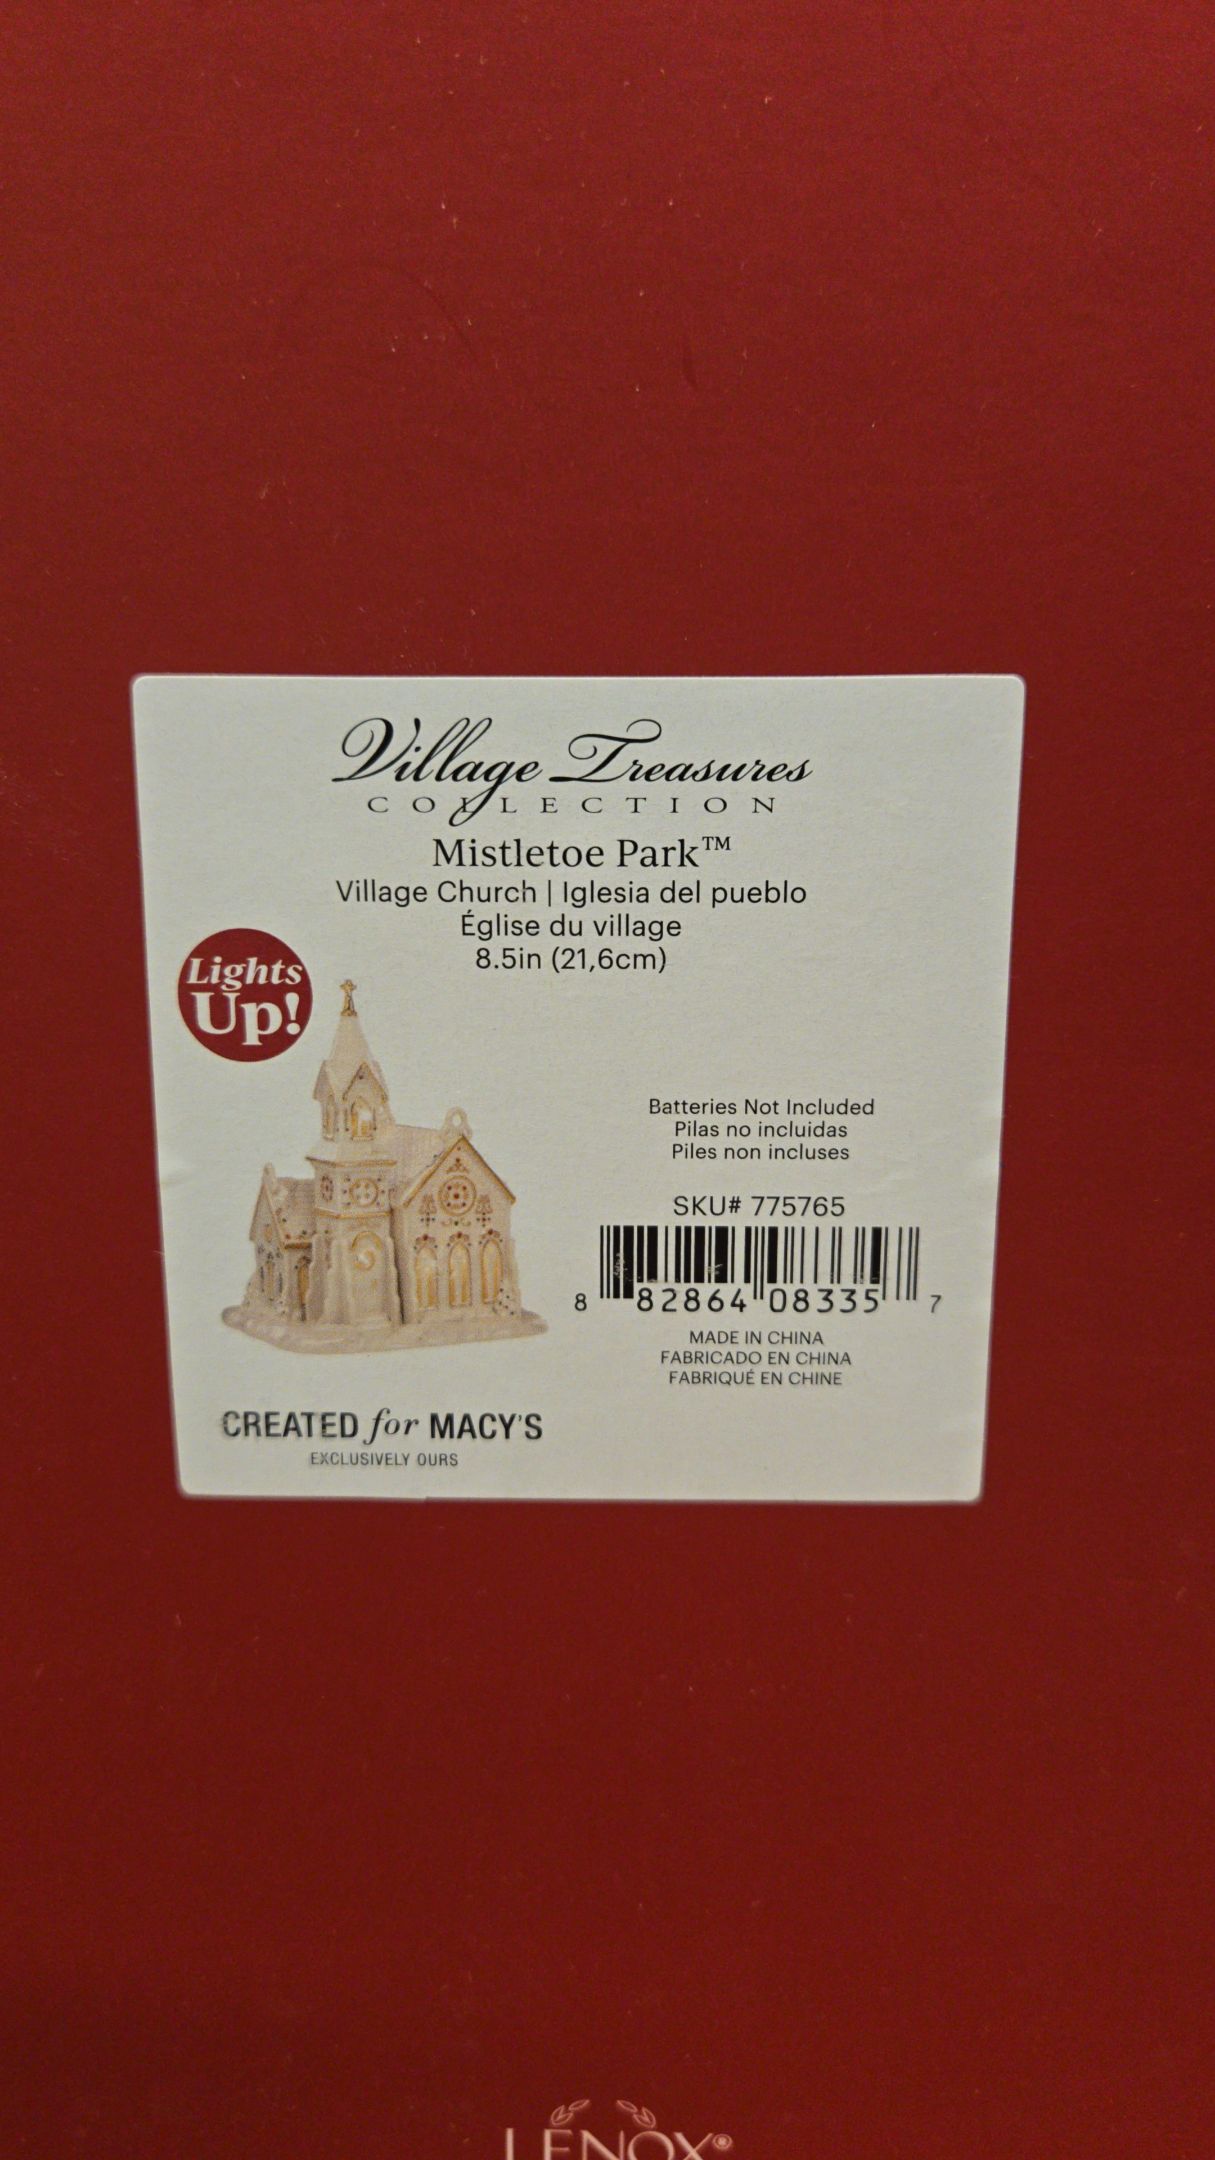 Village Treasures
COLLECTION
Mistletoe Park™
Village Church | Iglesia del pueblo
Église du village
8.5in (21,6cm)
Lights
Up!
Batteries Not Included
Pilas no incluidas
Piles non incluses
SKU# 775765
8 82864 08335 7
MADE IN CHINA
FABRICADO EN CHINA
FABRIQUÉ EN CHINE
CREATED for MACY'S
EXCLUSIVELY OURS
LENOX®